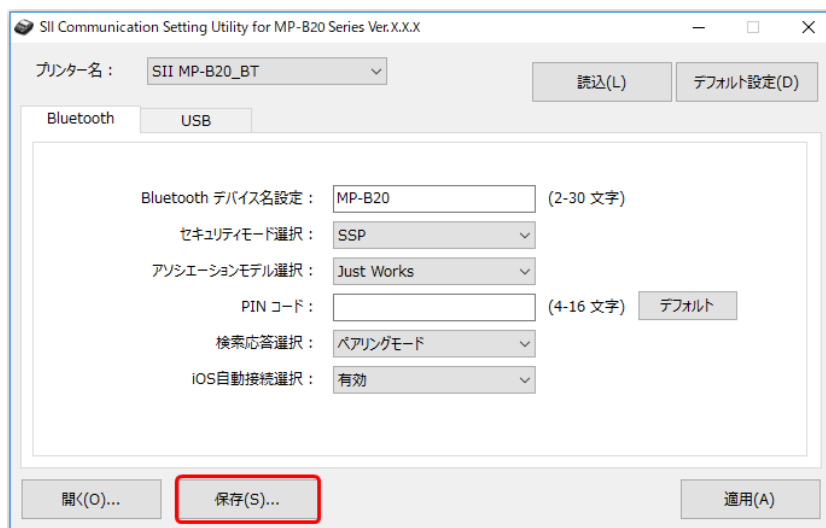 SII Communication Setting Utility for MP-B20 Series Ver.X.X.X
プリンター名： SII MP-B20_BT
読込(L) デフォルト設定(D)
Bluetooth USB
Bluetooth デバイス名設定： MP-B20 (2-30 文字)
セキュリティモード選択： SSP
アソシエーションモデル選択： Just Works
PIN コード： (4-16 文字) デフォルト
検索応答選択： ペアリングモード
iOS自動接続選択： 有効
開く(O)... 保存(S)... 適用(A)